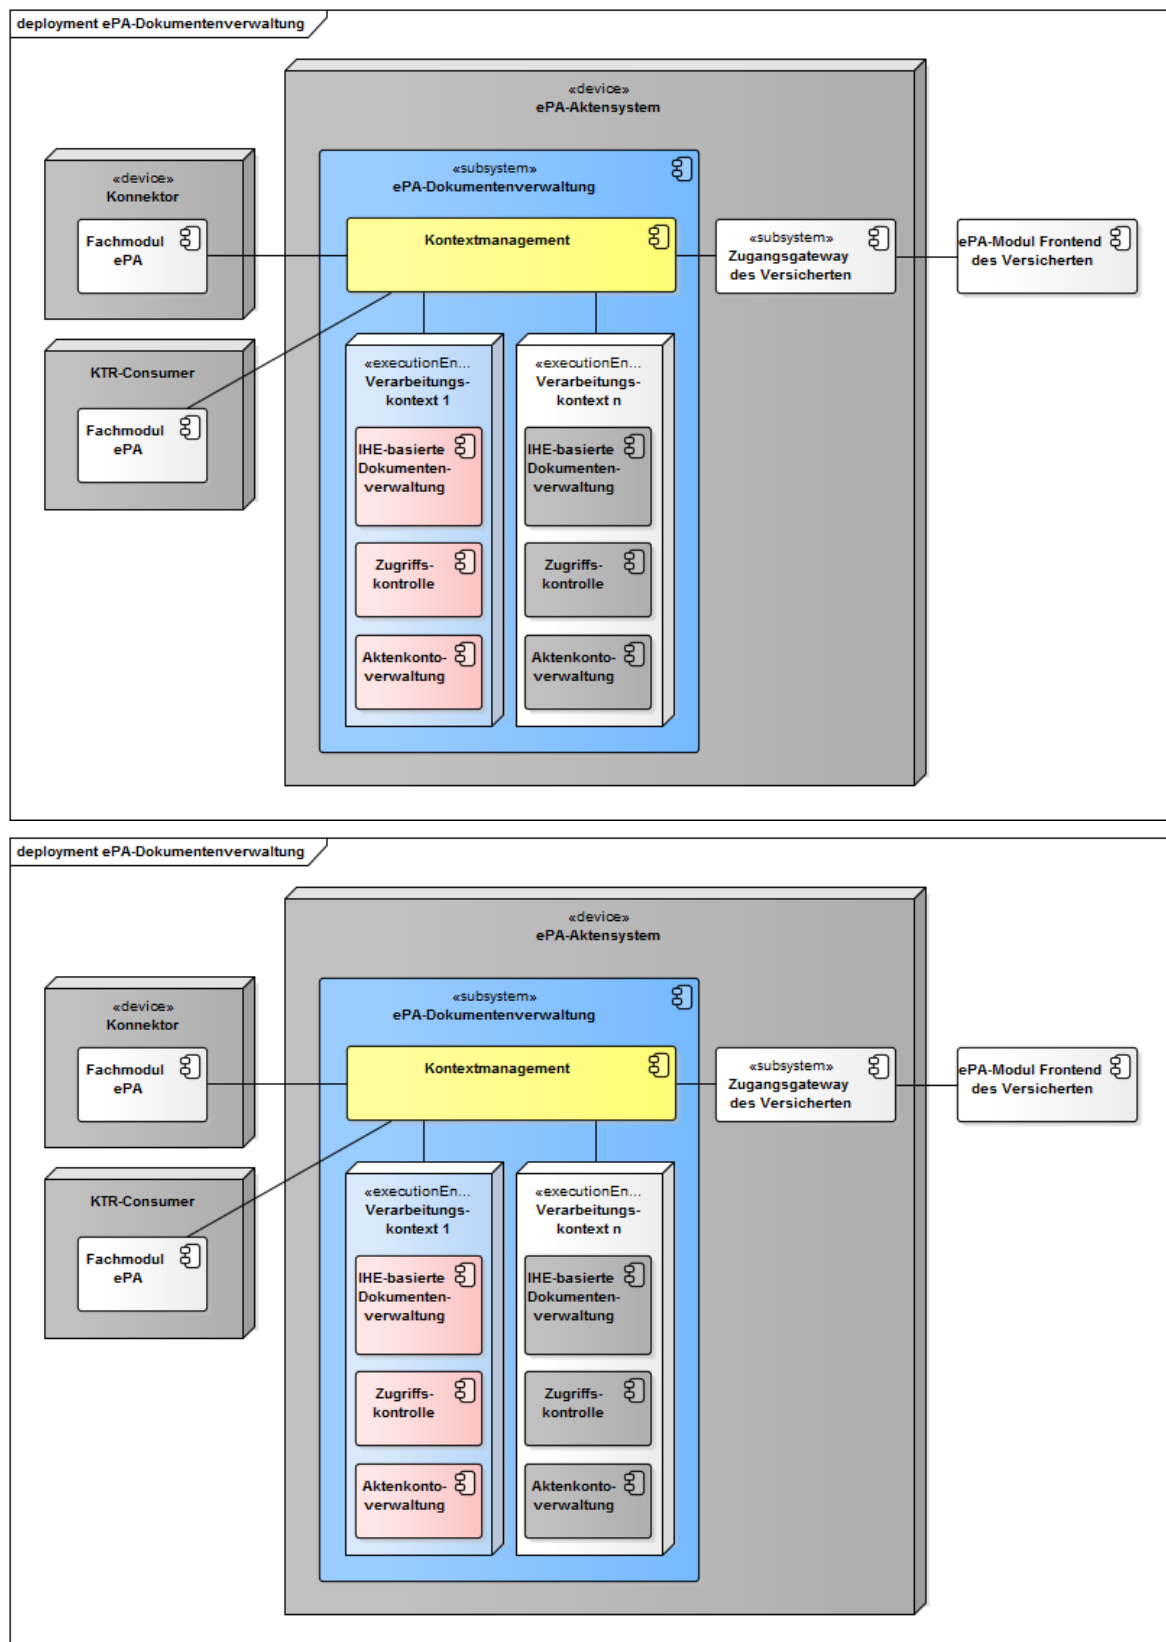 deployment ePA-Dokumentenverwaltung
«device»
ePA-Aktensystem
«device»
Konnektor
Fachmodul
ePA
«subsystem»
ePA-Dokumentenverwaltung
Kontextmanagement
«subsystem»
Zugangsgateway
des Versicherten
ePA-Modul Frontend
des Versicherten
KTR-Consumer
Fachmodul
ePA
«executionEn...
Verarbeitungs-
kontext 1
IHE-basierte
Dokumenten-
verwaltung
Zugriffs-
kontrolle
Aktenkonto-
verwaltung
«executionEn...
Verarbeitungs-
kontext n
IHE-basierte
Dokumenten-
verwaltung
Zugriffs-
kontrolle
Aktenkonto-
verwaltung
deployment ePA-Dokumentenverwaltung
«device»
ePA-Aktensystem
«device»
Konnektor
Fachmodul
ePA
«subsystem»
ePA-Dokumentenverwaltung
Kontextmanagement
«subsystem»
Zugangsgateway
des Versicherten
ePA-Modul Frontend
des Versicherten
KTR-Consumer
Fachmodul
ePA
«executionEn...
Verarbeitungs-
kontext 1
IHE-basierte
Dokumenten-
verwaltung
Zugriffs-
kontrolle
Aktenkonto-
verwaltung
«executionEn...
Verarbeitungs-
kontext n
IHE-basierte
Dokumenten-
verwaltung
Zugriffs-
kontrolle
Aktenkonto-
verwaltung